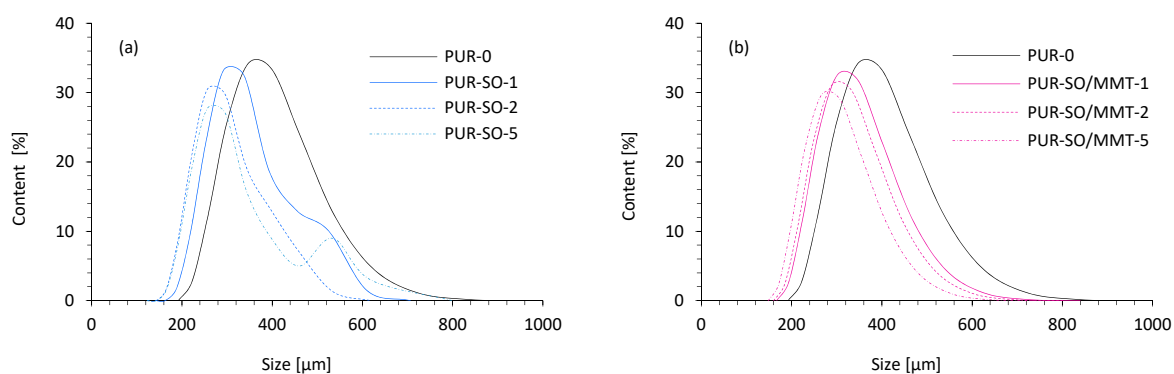 40
30
20
10
0
Content [%]
(a)
PUR-0
PUR-SO-1
PUR-SO-2
PUR-SO-5
0 200 400 600 800 1000
Size [µm]
40
30
20
10
0
Content [%]
(b)
PUR-0
PUR-SO/MMT-1
PUR-SO/MMT-2
PUR-SO/MMT-5
0 200 400 600 800 1000
Size [µm]